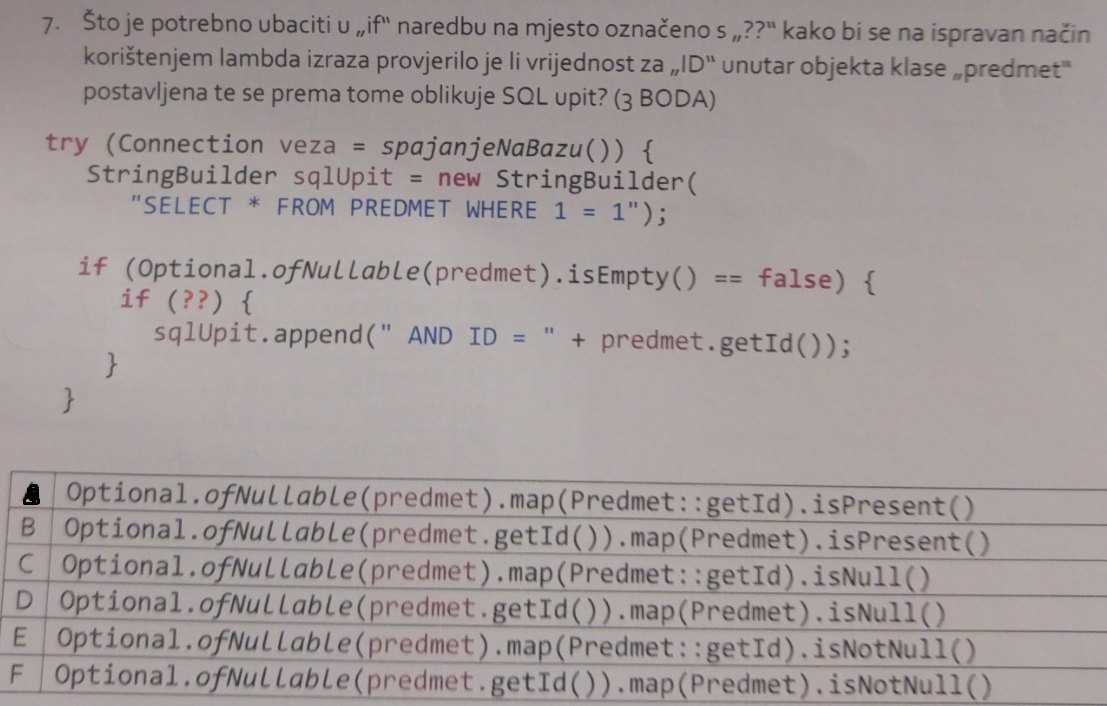 7. Što je potrebno ubaciti u „if“ naredbu na mjesto označeno s „??“ kako bi se na ispravan način
korištenjem lambda izraza provjerilo je li vrijednost za „ID“ unutar objekta klase „predmet“
postavljena te se prema tome oblikuje SQL upit? (3 BODA)
try (Connection veza = spajanjeNaBazu()) {
StringBuilder sqlUpit = new StringBuilder(
"SELECT * FROM PREDMET WHERE 1 = 1");
if (Optional.ofNullable(predmet).isEmpty() == false) {
if (??) {
sqlUpit.append(" AND ID = " + predmet.getId());
}
}
A Optional.ofNullable(predmet).map(Predmet::getId).isPresent()
B Optional.ofNullable(predmet.getId()).map(Predmet).isPresent()
C Optional.ofNullable(predmet).map(Predmet::getId).isNull()
D Optional.ofNullable(predmet.getId()).map(Predmet).isNull()
E Optional.ofNullable(predmet).map(Predmet::getId).isNotNull()
F Optional.ofNullable(predmet.getId()).map(Predmet).isNotNull()